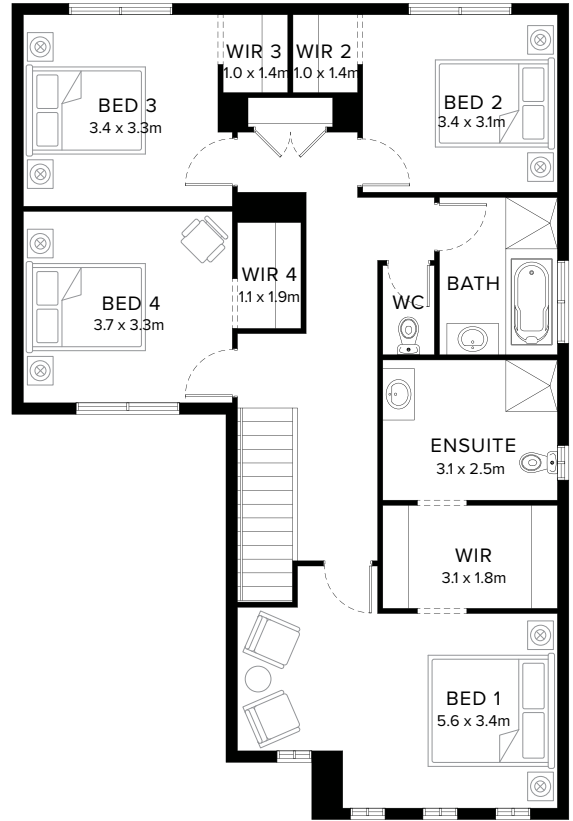 WIR 3
1.0 x 1.4m
WIR 2
1.0 x 1.4m
BED 3
3.4 x 3.3m
BED 2
3.4 x 3.1m
WIR 4
1.1 x 1.9m
BED 4
3.7 x 3.3m
WC
BATH
ENSUITE
3.1 x 2.5m
WIR
3.1 x 1.8m
BED 1
5.6 x 3.4m